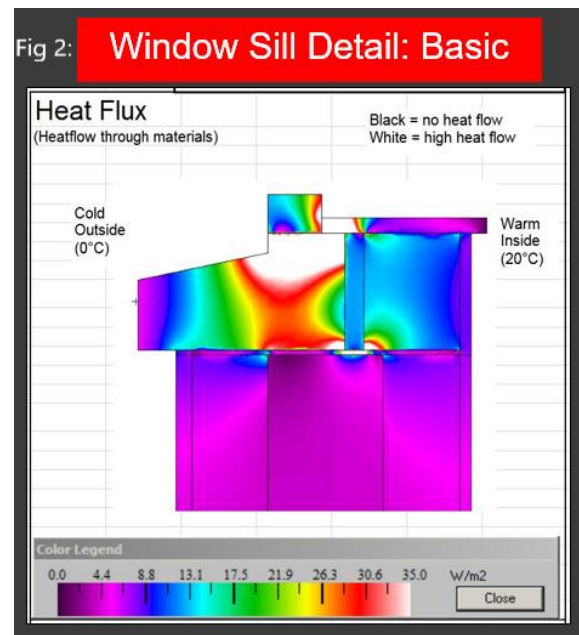 Fig 2: Window Sill Detail: Basic
Heat Flux
(Heatflow through materials)
Black = no heat flow
White = high heat flow
Cold
Outside
(0°C)
Warm
Inside
(20°C)
Color Legend
0.0 4.4 8.8 13.1 17.5 21.9 26.3 30.6 35.0 W/m2
Close